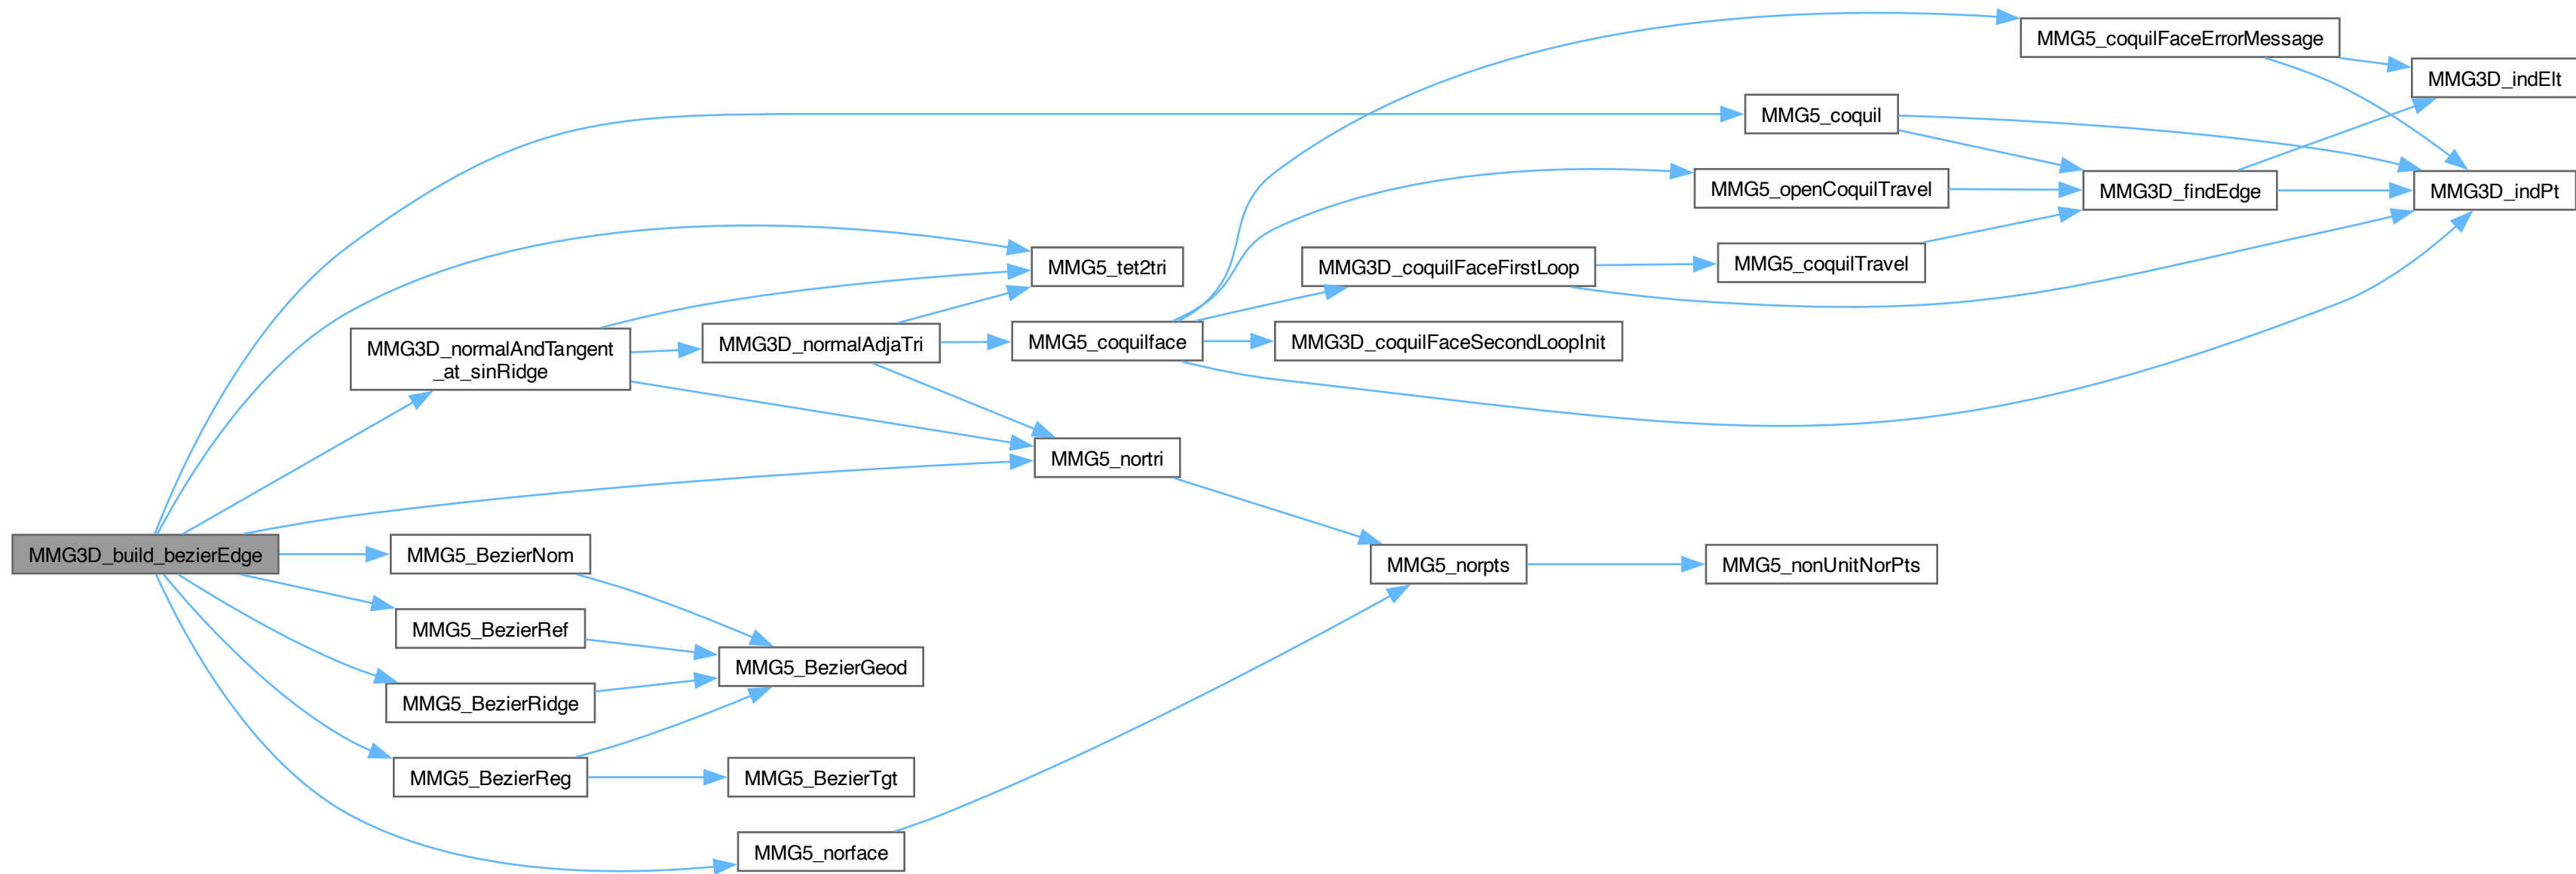 MMG5_coquilFaceErrorMessage
MMG3D_indElt
MMG5_coquil
MMG5_openCoquilTravel
MMG3D_findEdge
MMG3D_indPt
MMG5_tet2tri
MMG3D_coquilFaceFirstLoop
MMG5_coquilTravel
MMG3D_normalAndTangent
_at_sinRidge
MMG3D_normalAdjaTri
MMG5_coquilface
MMG3D_coquilFaceSecondLoopInit
MMG5_nortri
MMG3D_build_bezierEdge
MMG5_BezierNom
MMG5_norpts
MMG5_nonUnitNorPts
MMG5_BezierRef
MMG5_BezierGeod
MMG5_BezierRidge
MMG5_BezierReg
MMG5_BezierTgt
MMG5_norface